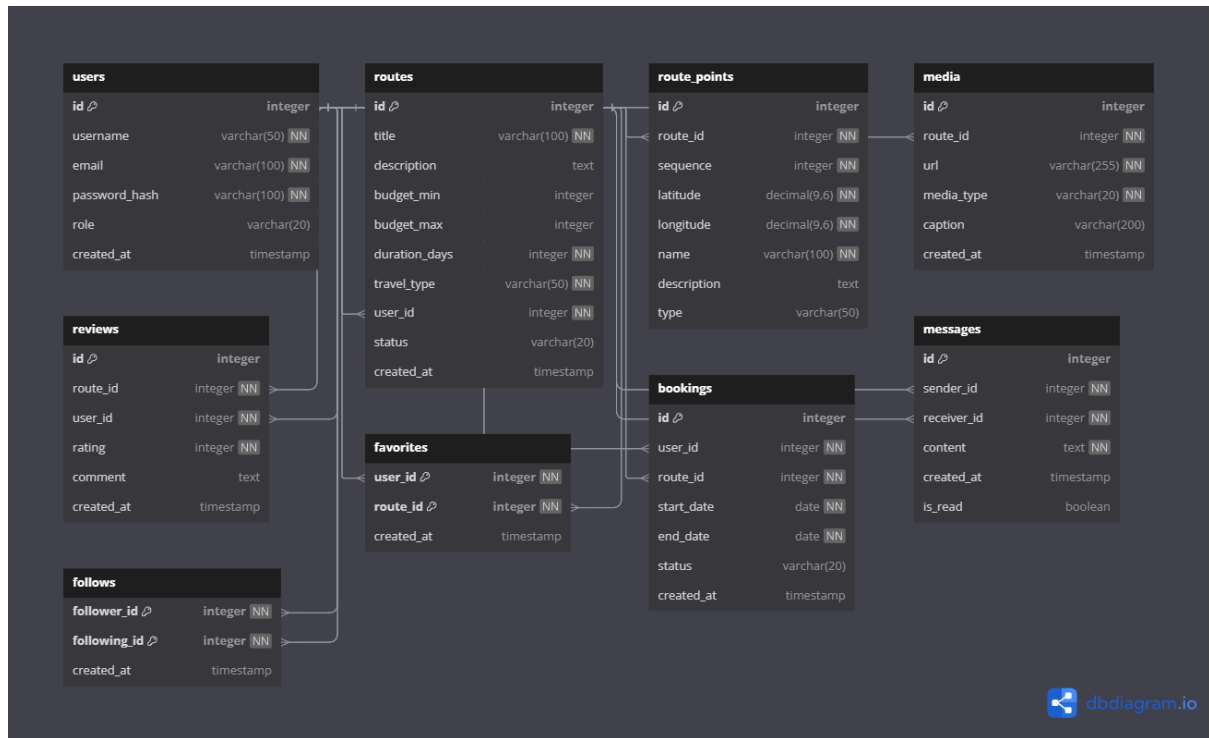 users
id integer
username varchar(50) NN
email varchar(100) NN
password_hash varchar(100) NN
role varchar(20)
created_at timestamp
routes
id integer
title varchar(100) NN
description text
budget_min integer
budget_max integer
duration_days integer NN
travel_type varchar(50) NN
user_id integer NN
status varchar(20)
created_at timestamp
route_points
id integer
route_id integer NN
sequence integer NN
latitude decimal(9,6) NN
longitude decimal(9,6) NN
name varchar(100) NN
description text
type varchar(50)
media
id integer
route_id integer NN
url varchar(255) NN
media_type varchar(20) NN
caption varchar(200)
created_at timestamp
reviews
id integer
route_id integer NN
user_id integer NN
rating integer NN
comment text
created_at timestamp
favorites
user_id integer NN
route_id integer NN
created_at timestamp
bookings
id integer
user_id integer NN
route_id integer NN
start_date date NN
end_date date NN
status varchar(20)
created_at timestamp
messages
id integer
sender_id integer NN
receiver_id integer NN
content text NN
created_at timestamp
is_read boolean
follows
follower_id integer NN
following_id integer NN
created_at timestamp
dbdiagram.io